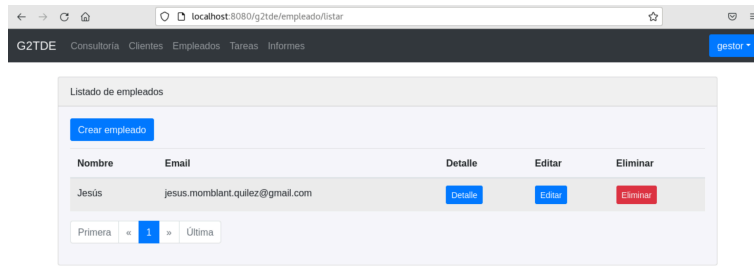 localhost:8080/g2tde/empleado/listar
G2TDE Consultoría Clientes Empleados Tareas Informes gestor
Listado de empleados
Crear empleado
Nombre Email Detalle Editar Eliminar
Jesús jesus.momblant.quilez@gmail.com Detalle Editar Eliminar
Primera « 1 » Última